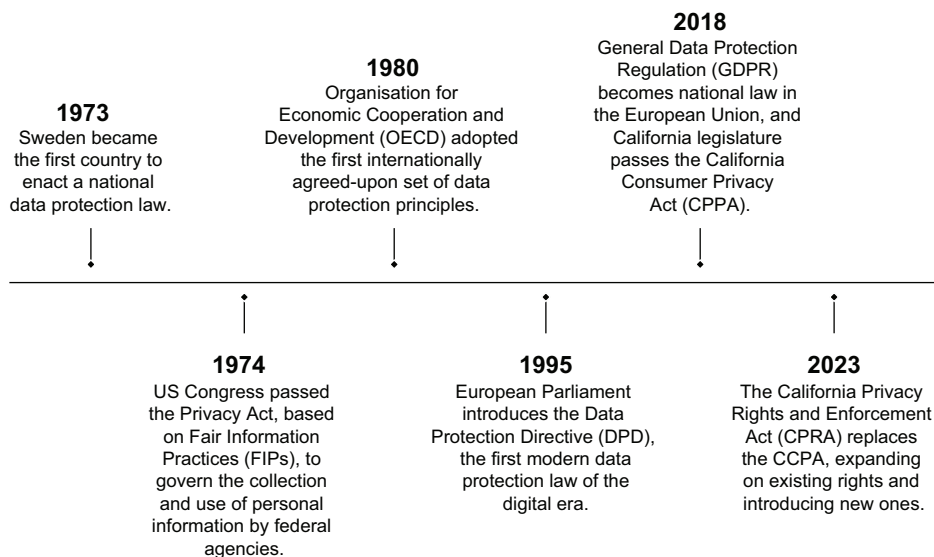 1973
Sweden became
the first country to
enact a national
data protection law.
1974
US Congress passed
the Privacy Act, based
on Fair Information
Practices (FIPs), to
govern the collection
and use of personal
information by federal
agencies.
1980
Organisation for
Economic Cooperation and
Development (OECD) adopted
the first internationally
agreed-upon set of data
protection principles.
1995
European Parliament
introduces the Data
Protection Directive (DPD),
the first modern data
protection law of the
digital era.
2018
General Data Protection
Regulation (GDPR)
becomes national law in
the European Union, and
California legislature
passes the California
Consumer Privacy
Act (CPPA).
2023
The California Privacy
Rights and Enforcement
Act (CPRA) replaces
the CCPA, expanding
on existing rights and
introducing new ones.